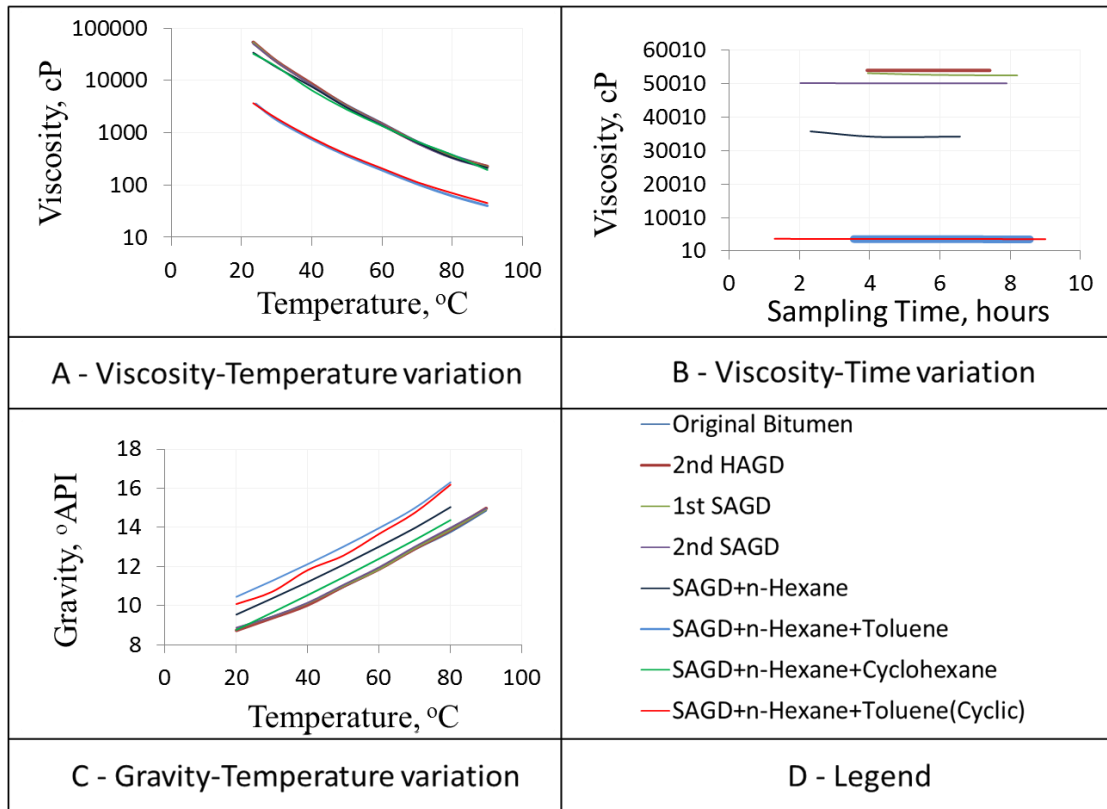 100000
10000
1000
100
10
0
20
40
60
80
100
Viscosity, cP
Temperature, °C
A - Viscosity-Temperature variation
60010
50010
40010
30010
20010
10010
10
0
2
4
6
8
10
Viscosity, cP
Sampling Time, hours
B - Viscosity-Time variation
18
16
14
12
10
8
0
20
40
60
80
100
Gravity, °API
Temperature, °C
C - Gravity-Temperature variation
Original Bitumen
2nd HAGD
1st SAGD
2nd SAGD
SAGD+n-Hexane
SAGD+n-Hexane+Toluene
SAGD+n-Hexane+Cyclohexane
SAGD+n-Hexane+Toluene(Cyclic)
D - Legend